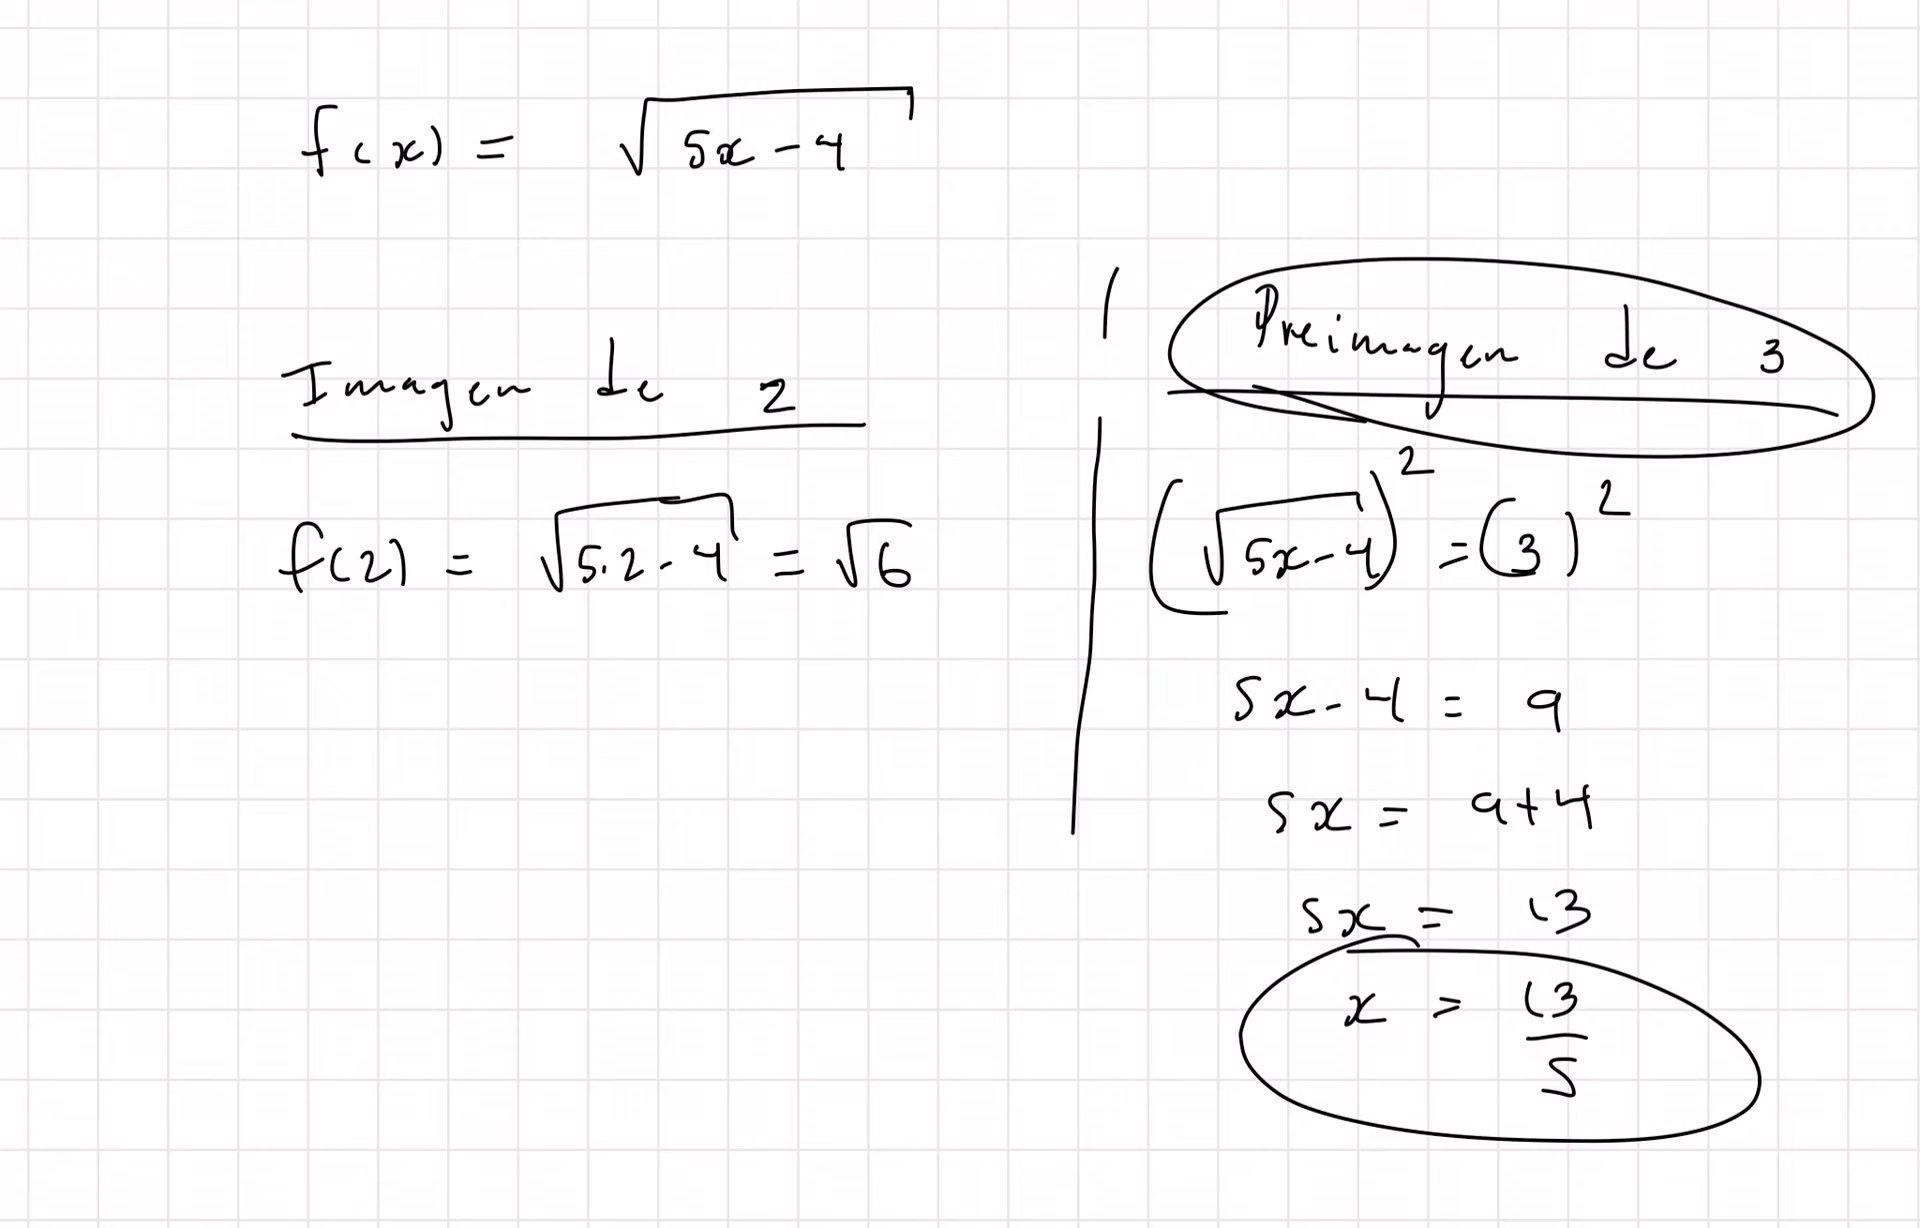 f(x) = √(5x-4)
Imagen de 2
f(2) = √(5·2-4) = √6
Preimagen de 3
(√(5x-4))² = (3)²
5x-4 = 9
5x = 9+4
5x = 13
x = 13/5